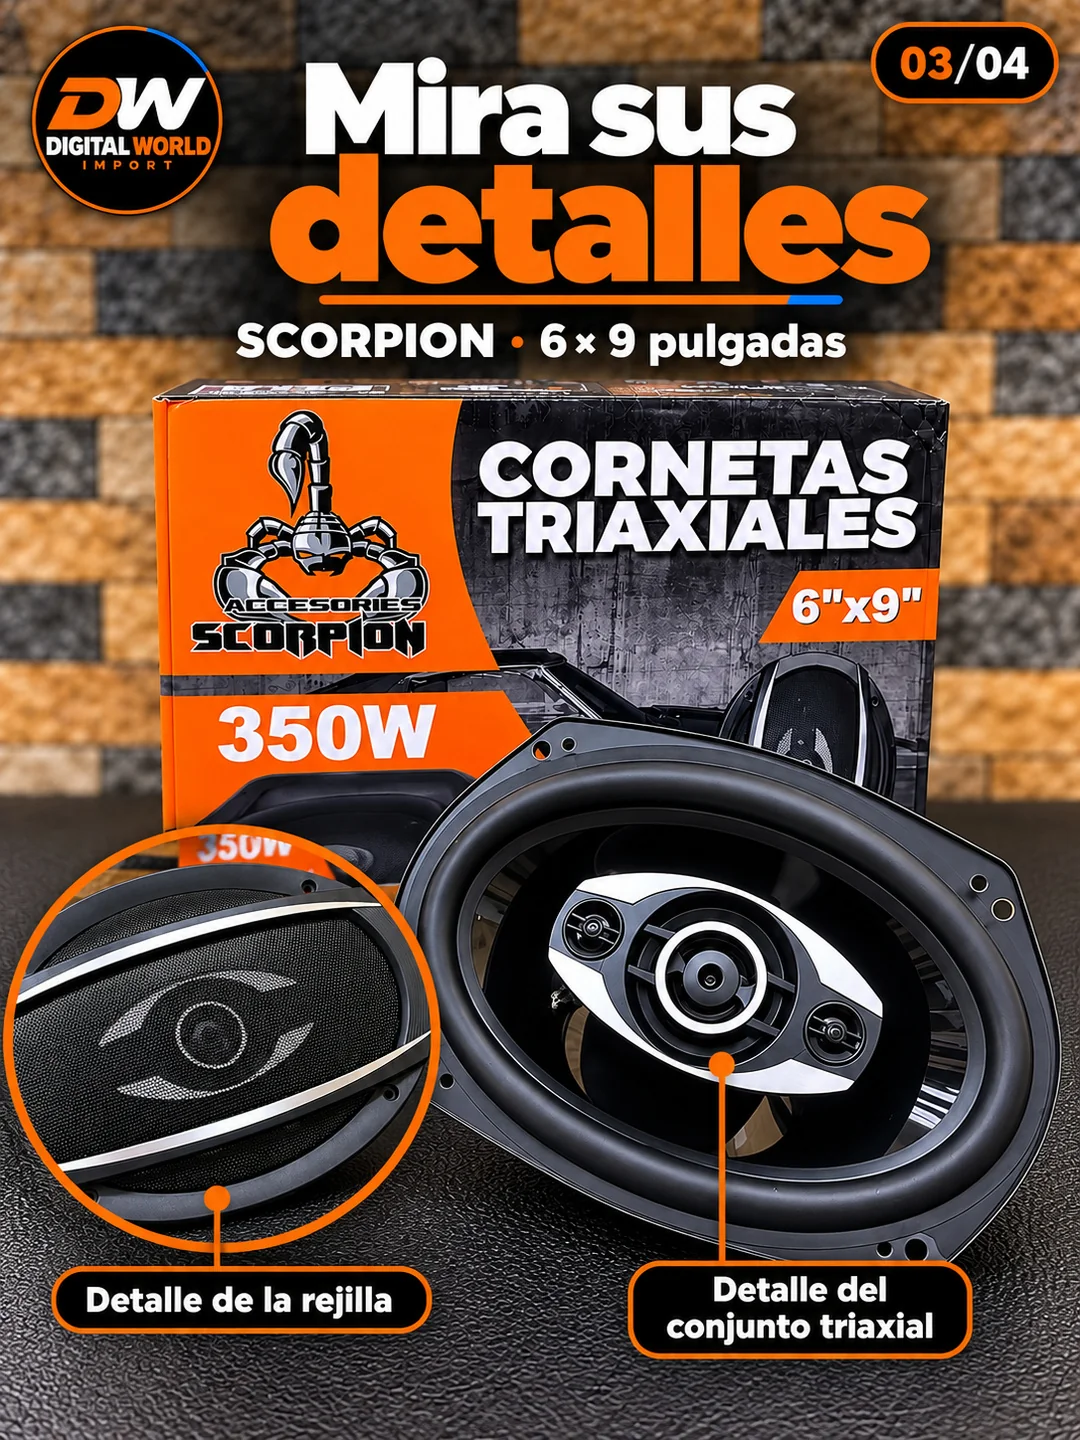 DW
DIGITAL WORLD
IMPORT
03/04
Mira sus
detalles
SCORPION • 6 × 9 pulgadas
CORNETAS
TRIAXIALES
6"x9"
ACCESORIES
SCORPION
350W
350W
Detalle de la rejilla
Detalle del
conjunto triaxial